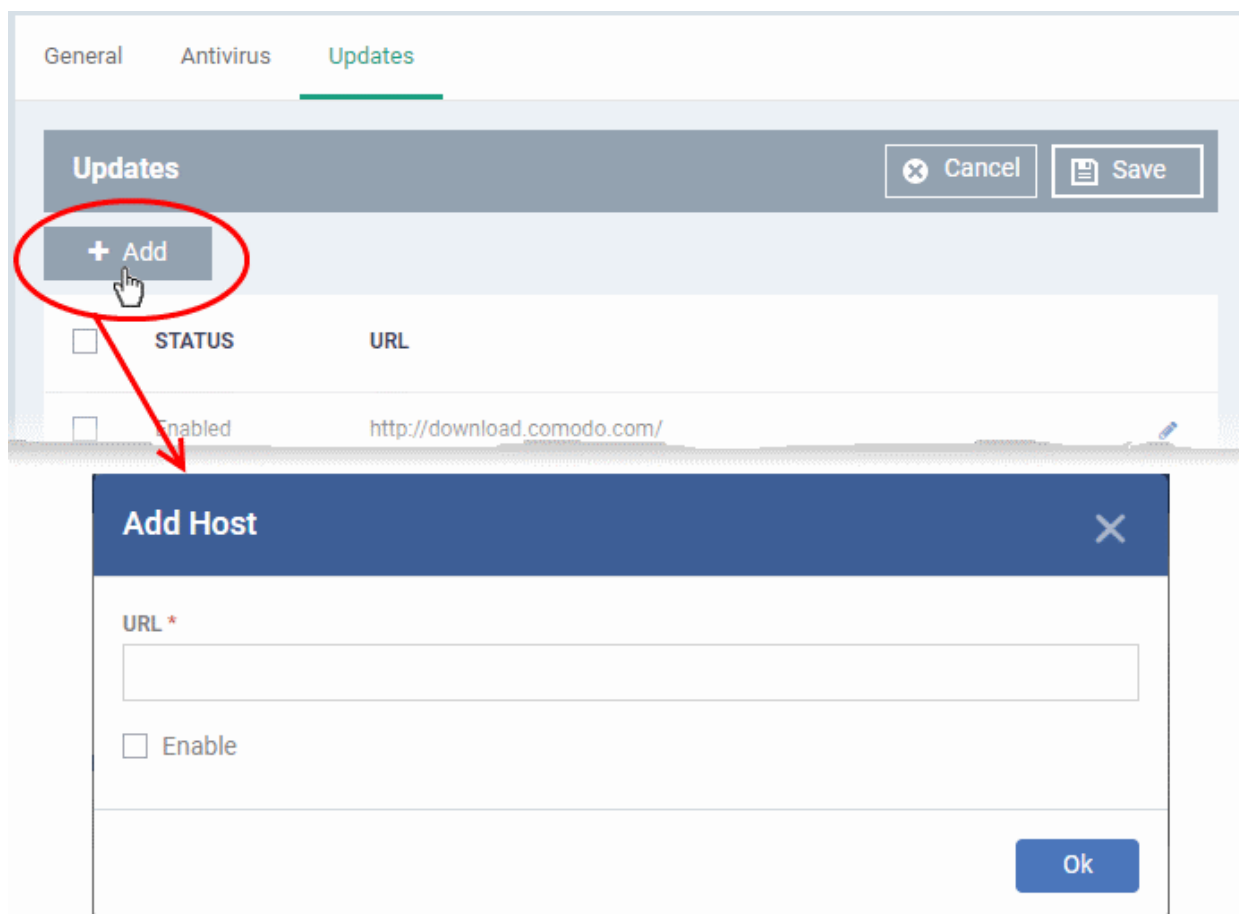 General Antivirus Updates
Updates Cancel Save
+ Add
STATUS URL
Enabled http://download.comodo.com/
Add Host
URL *
Enable
Ok